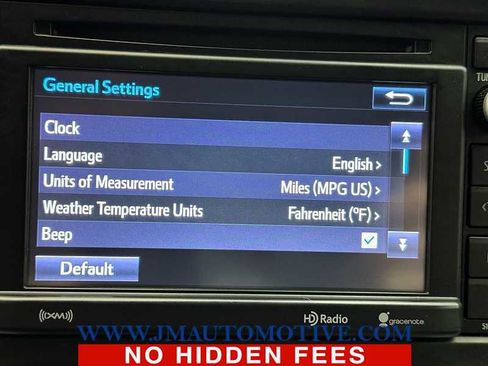 General Settings
Clock
Language English >
Units of Measurement Miles (MPG US) >
Weather Temperature Units Fahrenheit (°F) >
Beep
Default
((XM)) HD Radio gracenote
WWW.JMAUTOMOTIVE.COM
NO HIDDEN FEES